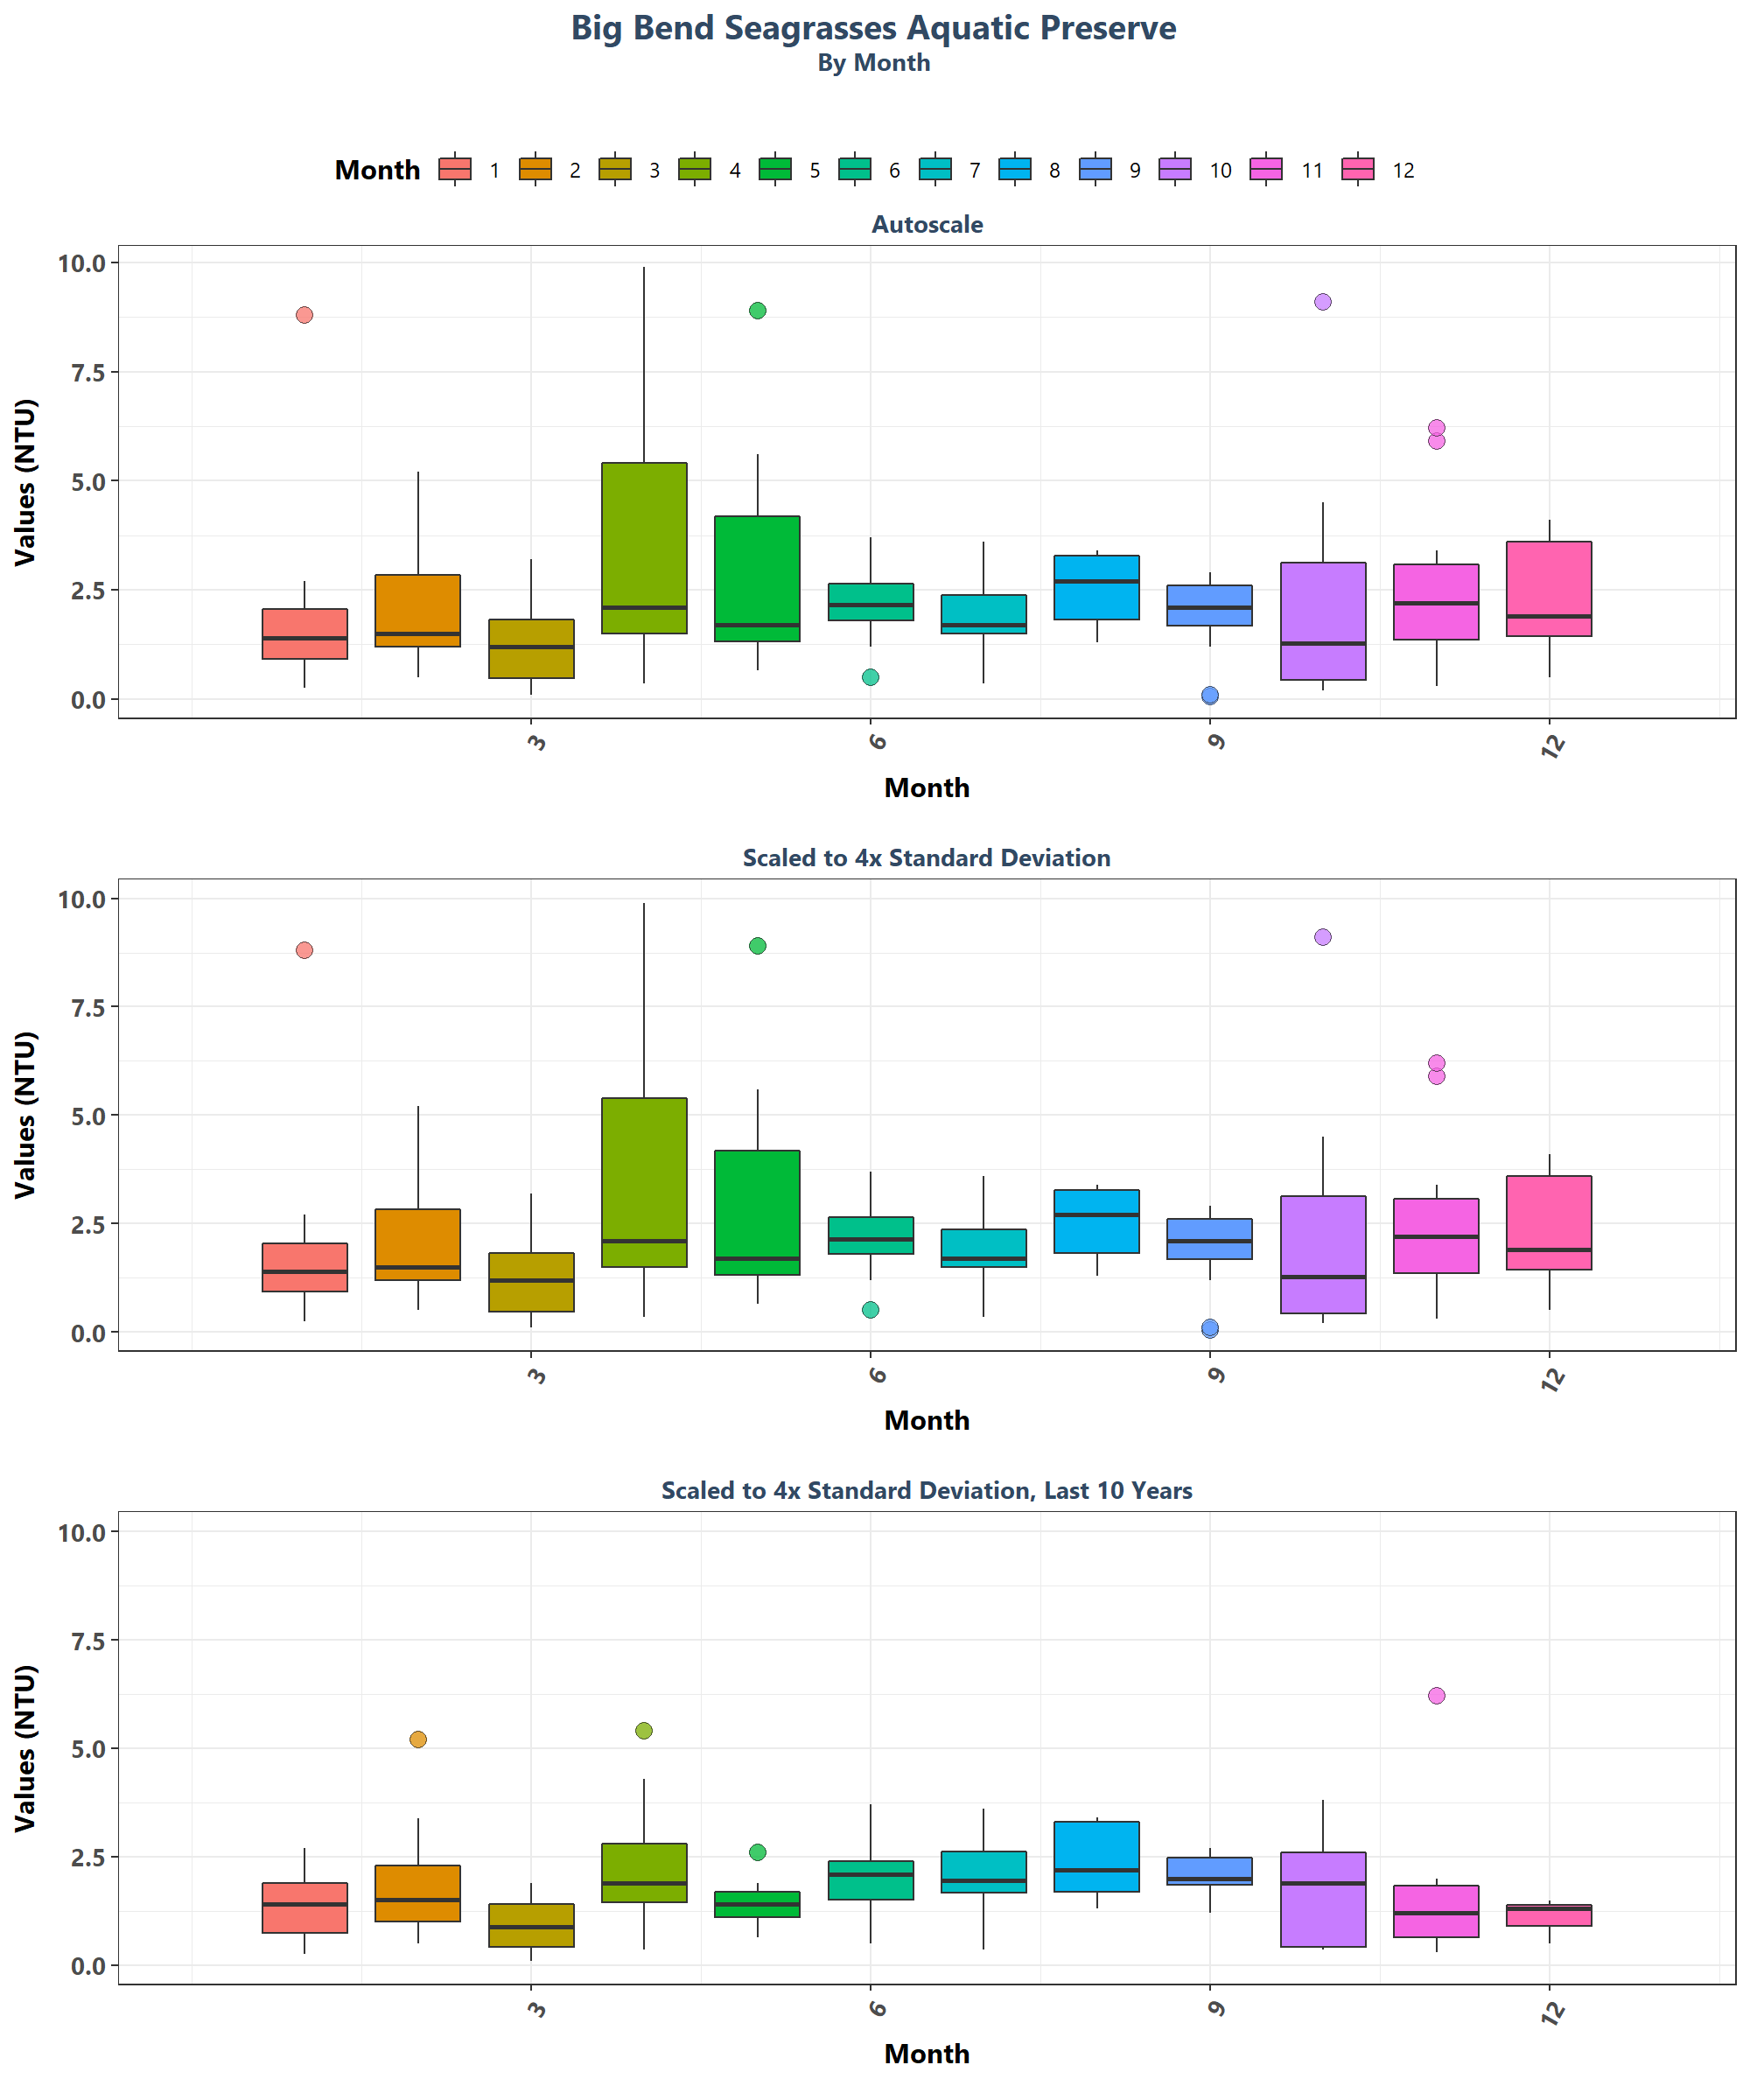 Big Bend Seagrasses Aquatic Preserve
By Month
Month 1 2 3 4 5 6 7 8 9 10 11 12
Autoscale
Values (NTU)
10.0
7.5
5.0
2.5
0.0
3 6 9 12
Month
Scaled to 4x Standard Deviation
Values (NTU)
10.0
7.5
5.0
2.5
0.0
3 6 9 12
Month
Scaled to 4x Standard Deviation, Last 10 Years
Values (NTU)
10.0
7.5
5.0
2.5
0.0
3 6 9 12
Month